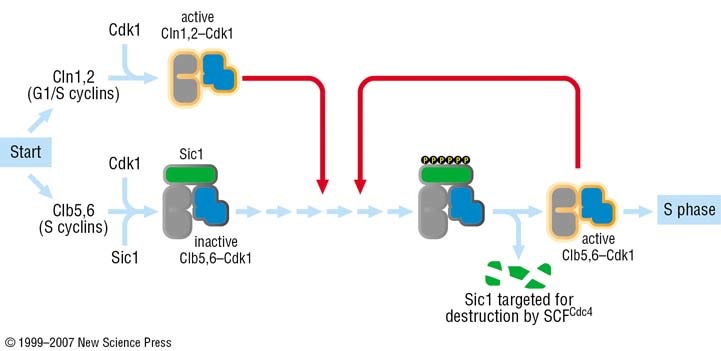 Cdk1
active
Cln1,2–Cdk1
Cln1,2
(G1/S cyclins)
Start
Cdk1
Sic1
Clb5,6
(S cyclins)
Sic1
inactive
Clb5,6–Cdk1
P P P P P P
active
Clb5,6–Cdk1
S phase
Sic1 targeted for
destruction by SCFCdc4
© 1999–2007 New Science Press